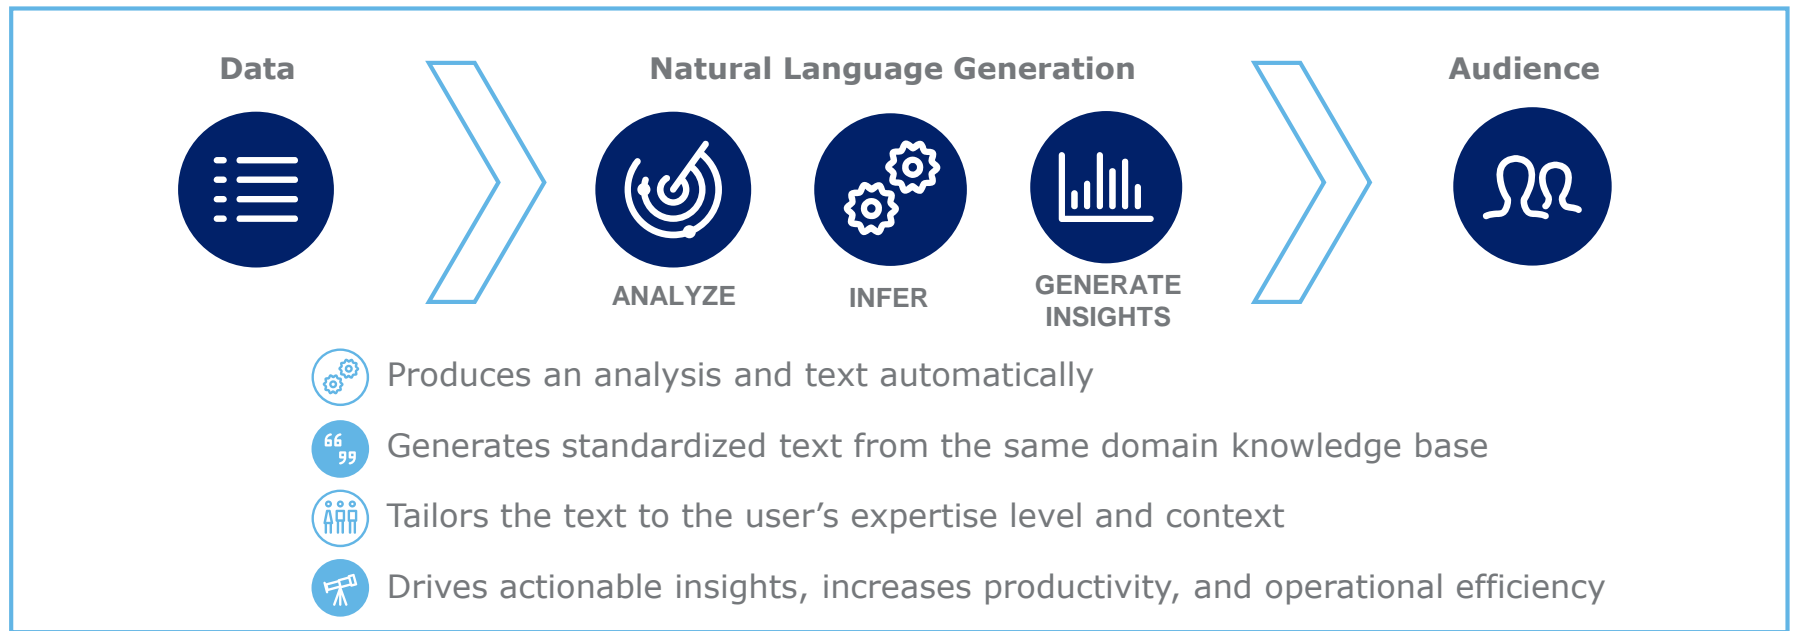 Data
Natural Language Generation
Audience
ANALYZE
INFER
GENERATE
INSIGHTS
Produces an analysis and text automatically
Generates standardized text from the same domain knowledge base
Tailors the text to the user’s expertise level and context
Drives actionable insights, increases productivity, and operational efficiency